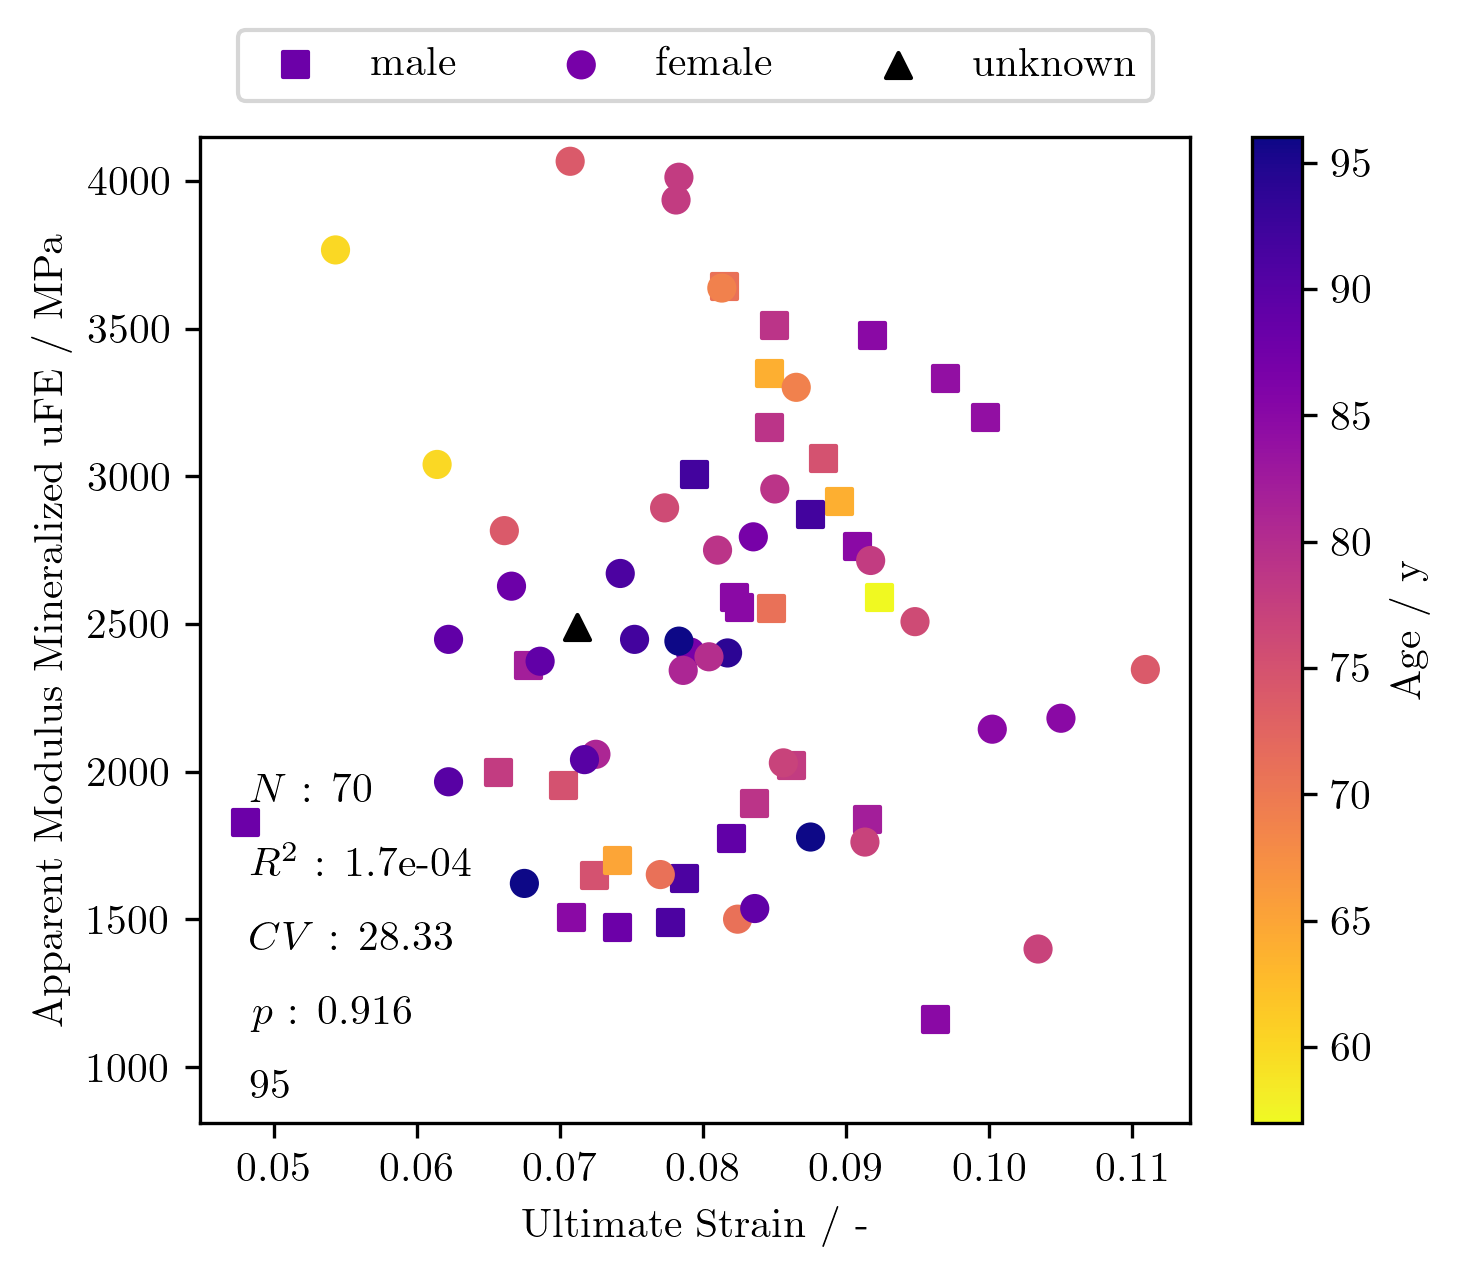 male female unknown
Apparent Modulus Mineralized uFE / MPa
4000
3500
3000
2500
2000
1500
1000
N : 70
R² : 1.7e-04
CV : 28.33
p : 0.916
95
0.05 0.06 0.07 0.08 0.09 0.10 0.11
Ultimate Strain / -
95
90
85
80
75
70
65
60
Age / y